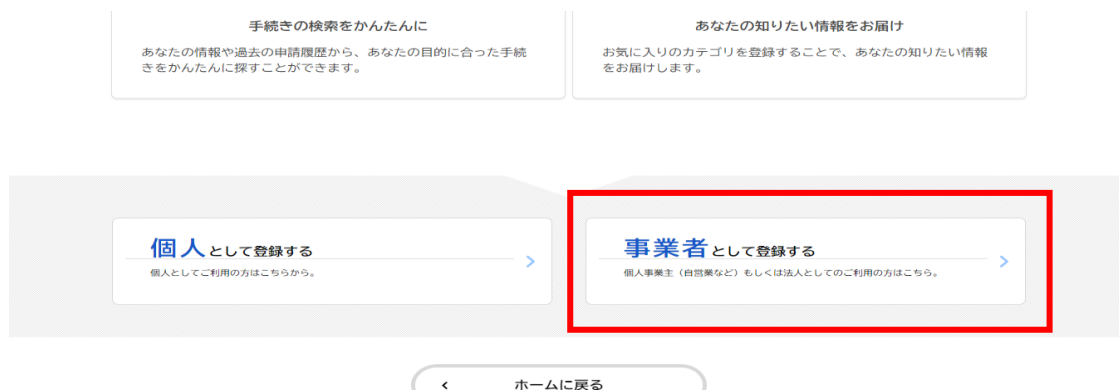 手続きの検索をかんたんに
あなたの情報や過去の申請履歴から、あなたの目的に合った手続
きをかんたんに探すことができます。
あなたの知りたい情報をお届け
お気に入りのカテゴリを登録することで、あなたの知りたい情報
をお届けします。
個人として登録する
個人としてご利用の方はこちらから。
事業者として登録する
個人事業主（自営業など）もしくは法人としてのご利用の方はこちら。
ホームに戻る